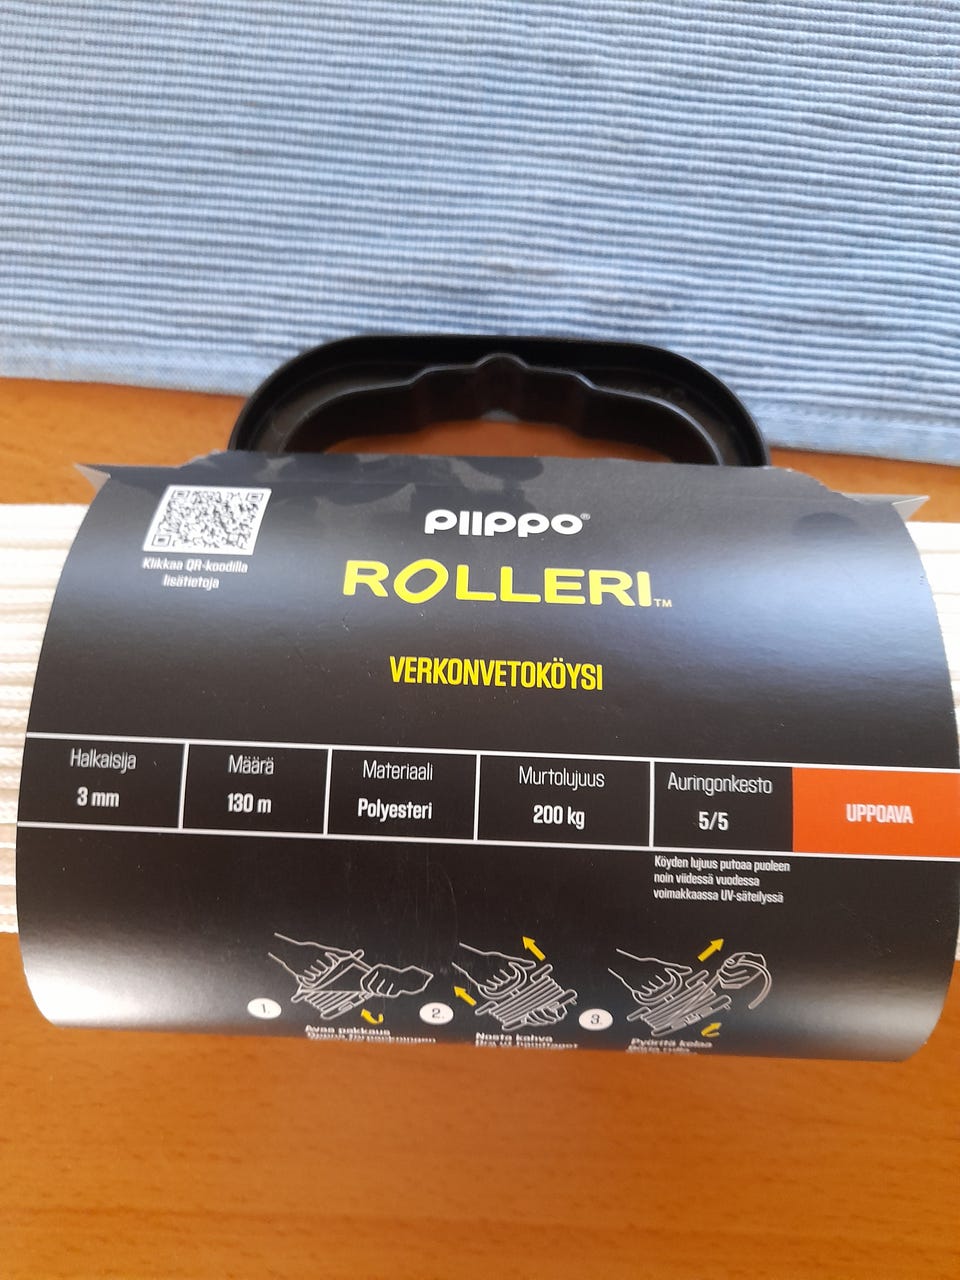 piippo®
ROLLERI™
Klikkaa QR-koodilla
lisätietoja
VERKONVETOKÖYSI
Halkaisija
3 mm
Määrä
130 m
Materiaali
Polyesteri
Murtolujuus
200 kg
Auringonkesto
5/5
UPPOAVA
Köyden lujuus putoaa puoleen
noin viidessä vuodessa
voimakkaassa UV-säteilyssä
1.
Avaa pakkaus
2.
Nosta kahva
3.
Pyöritä kelaa